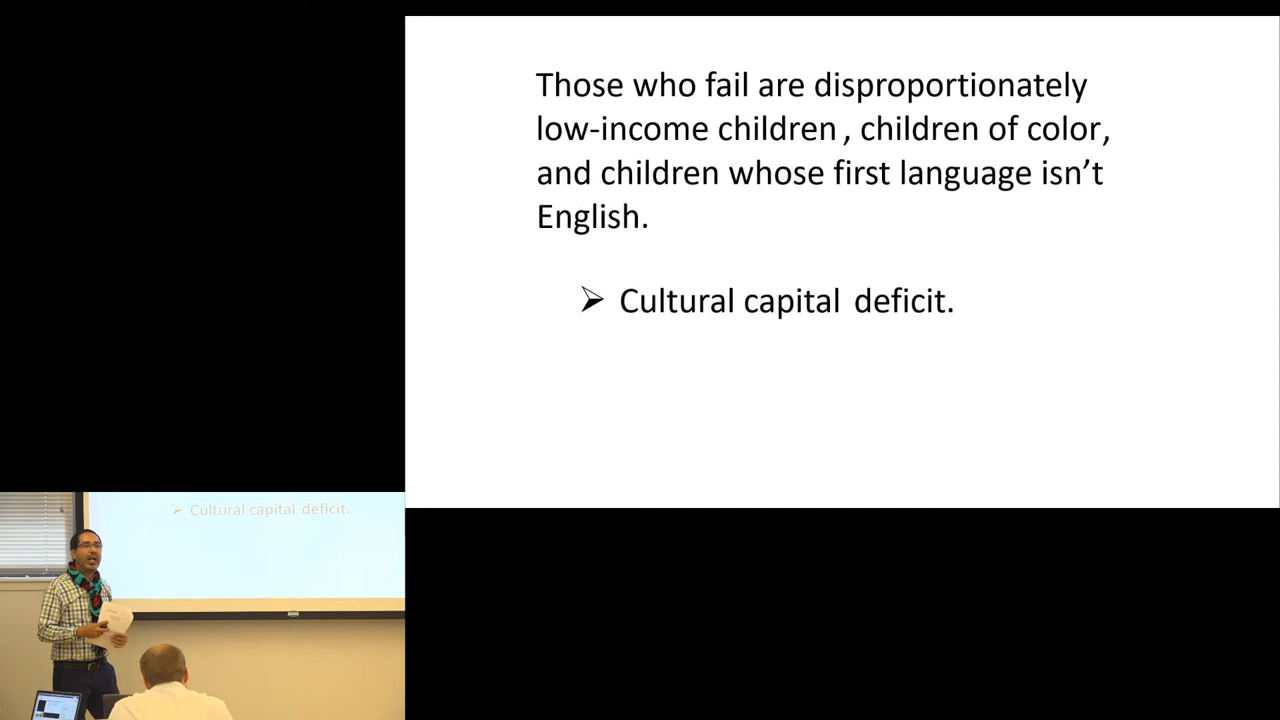 Those who fail are disproportionately
low-income children , children of color,
and children whose first language isn't
English.
➢ Cultural capital deficit.
➢ Cultural capital deficit.